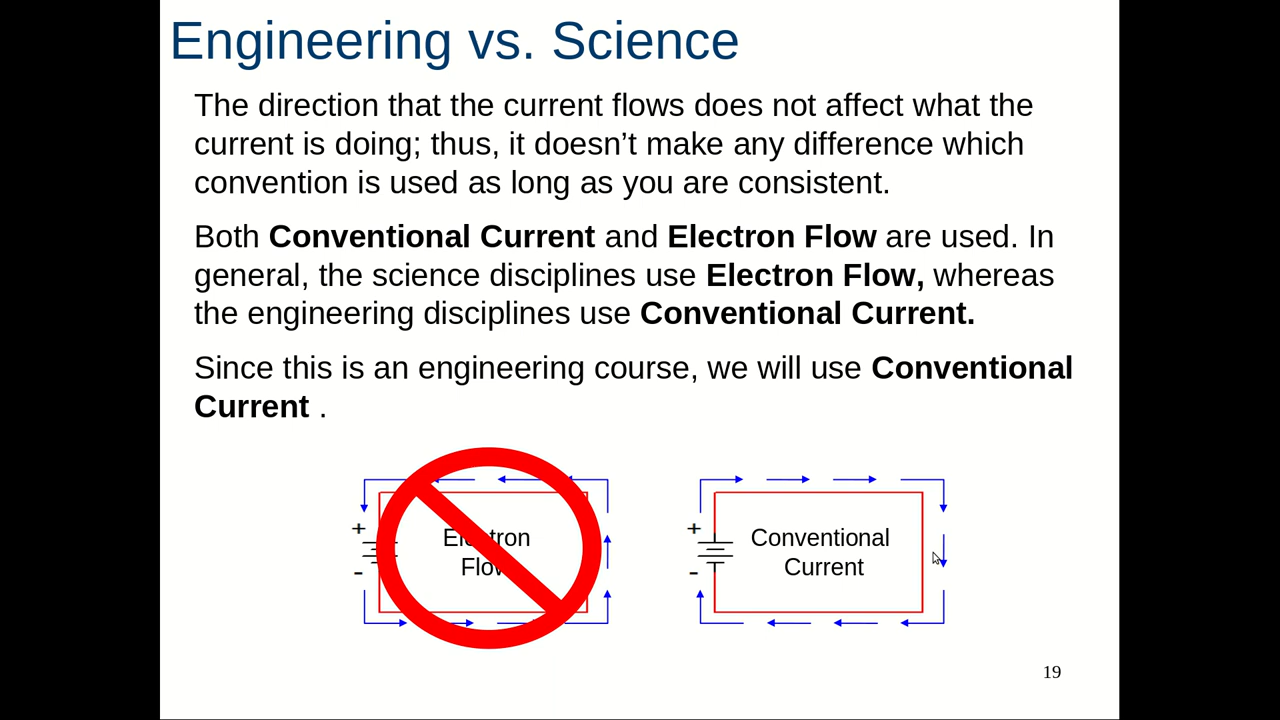 Engineering vs. Science
The direction that the current flows does not affect what the
current is doing; thus, it doesn’t make any difference which
convention is used as long as you are consistent.
Both Conventional Current and Electron Flow are used. In
general, the science disciplines use Electron Flow, whereas
the engineering disciplines use Conventional Current.
Since this is an engineering course, we will use Conventional
Current .
+
-
Electron
Flow
+
-
Conventional
Current
19